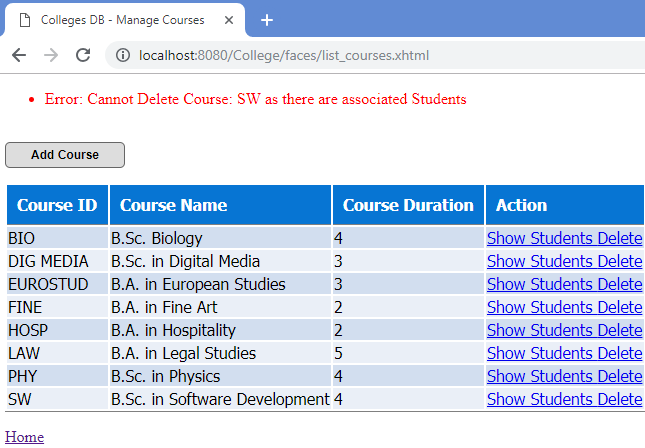 Colleges DB - Manage Courses
localhost:8080/College/faces/list_courses.xhtml
Error: Cannot Delete Course: SW as there are associated Students
Add Course
Course ID Course Name Course Duration Action
BIO B.Sc. Biology 4 Show Students Delete
DIG MEDIA B.Sc. in Digital Media 3 Show Students Delete
EUROSTUD B.A. in European Studies 3 Show Students Delete
FINE B.A. in Fine Art 2 Show Students Delete
HOSP B.A. in Hospitality 2 Show Students Delete
LAW B.A. in Legal Studies 5 Show Students Delete
PHY B.Sc. in Physics 4 Show Students Delete
SW B.Sc. in Software Development 4 Show Students Delete
Home